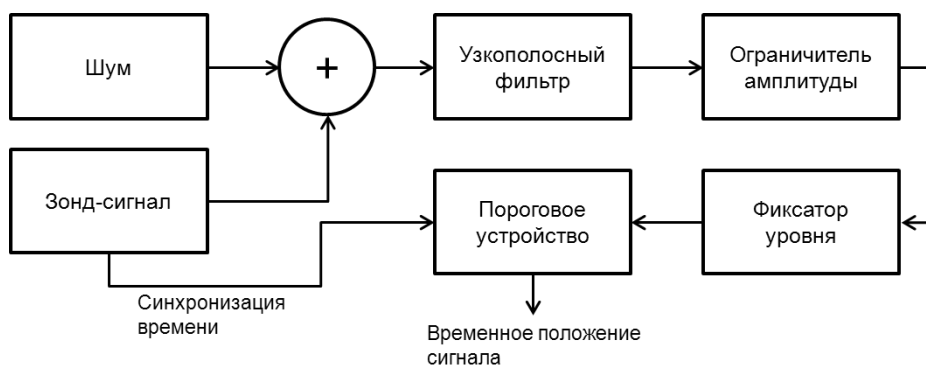 Шум
+
Узкополосный
фильтр
Ограничитель
амплитуды
Зонд-сигнал
Пороговое
устройство
Фиксатор
уровня
Синхронизация
времени
Временное положение
сигнала